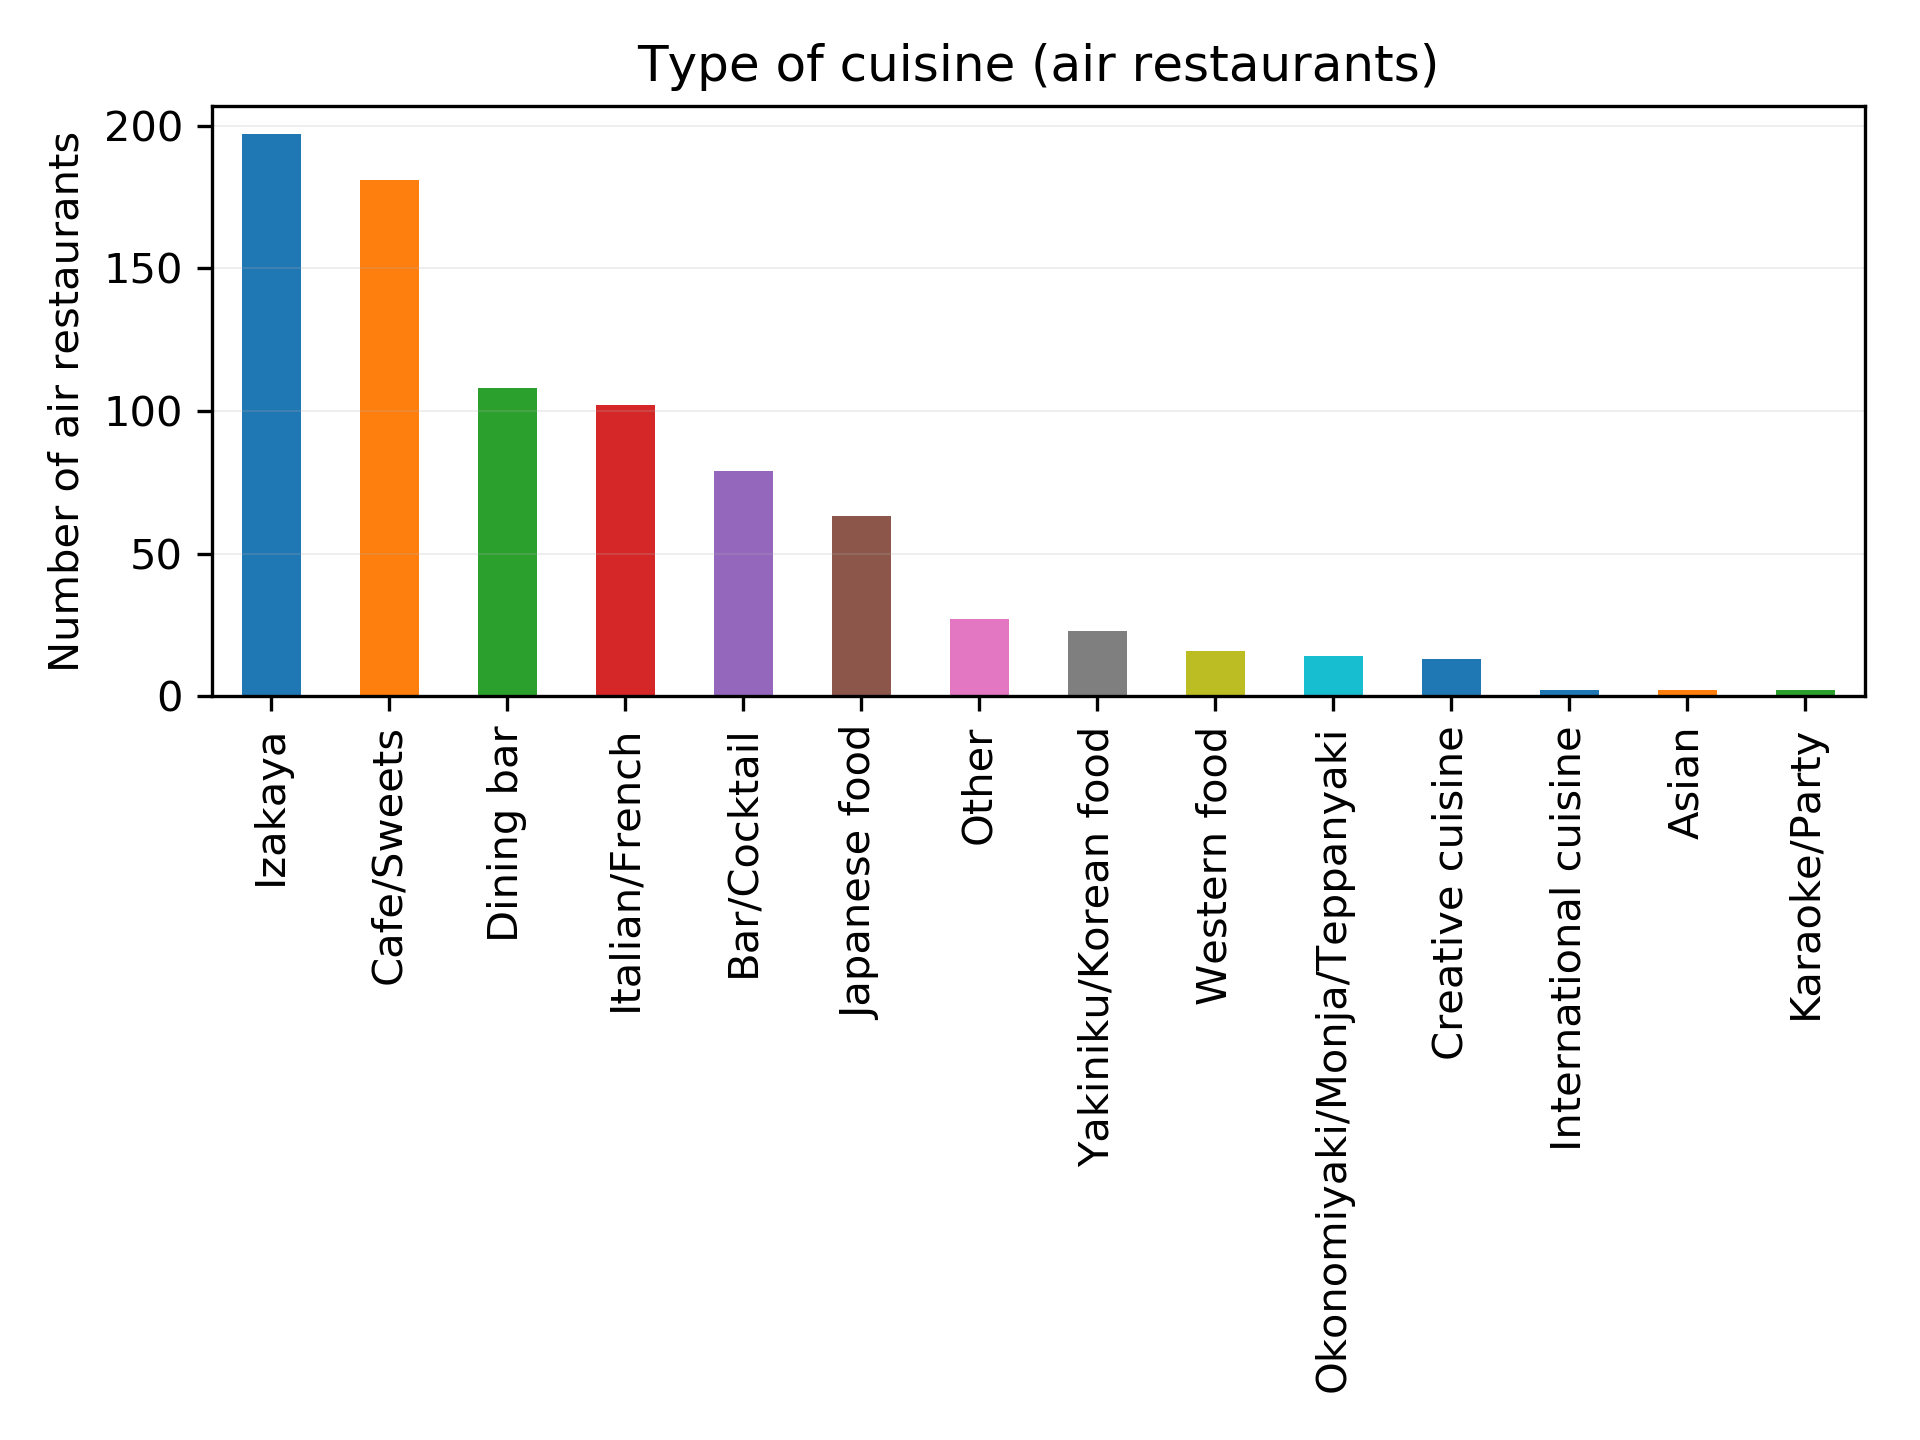 Type of cuisine (air restaurants)
Number of air restaurants
200
150
100
50
0
Izakaya
Cafe/Sweets
Dining bar
Italian/French
Bar/Cocktail
Japanese food
Other
Yakiniku/Korean food
Western food
Okonomiyaki/Monja/Teppanyaki
Creative cuisine
International cuisine
Asian
Karaoke/Party